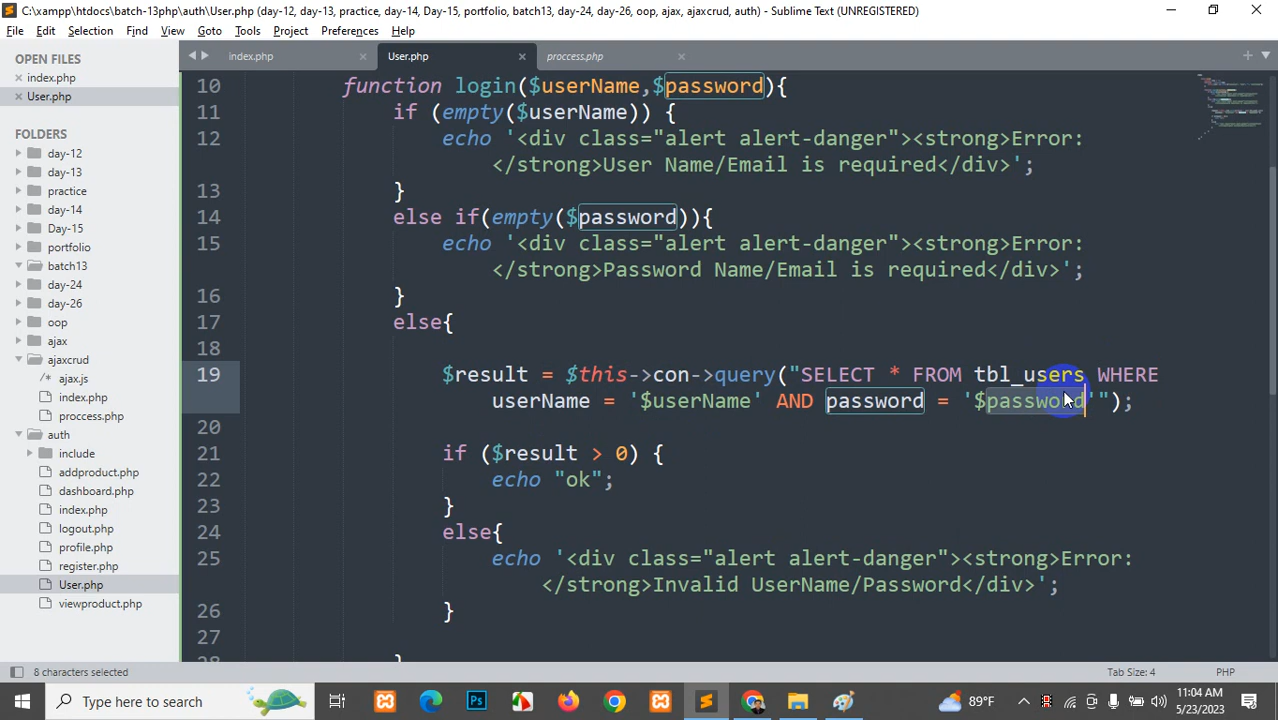 C:\xampp\htdocs\batch-13php\auth\User.php (day-12, day-13, practice, day-14, Day-15, portfolio, batch13, day-24, day-26, oop, ajax, ajaxcrud, auth) - Sublime Text (UNREGISTERED)
File Edit Selection Find View Goto Tools Project Preferences Help
OPEN FILES
index.php
User.php
FOLDERS
day-12
day-13
practice
day-14
Day-15
portfolio
batch13
day-24
day-26
oop
ajax
ajaxcrud
ajax.js
index.php
proccess.php
auth
include
addproduct.php
dashboard.php
index.php
logout.php
profile.php
register.php
User.php
viewproduct.php
index.php User.php proccess.php
10 function login($userName,$password){
11 if (empty($userName)) {
12 echo '<div class="alert alert-danger"><strong>Error:
</strong>User Name/Email is required</div>';
13 }
14 else if(empty($password)){
15 echo '<div class="alert alert-danger"><strong>Error:
</strong>Password Name/Email is required</div>';
16 }
17 else{
18
19 $result = $this->con->query("SELECT * FROM tbl_users WHERE
userName = '$userName' AND password = '$password'");
20
21 if ($result > 0) {
22 echo "ok";
23 }
24 else{
25 echo '<div class="alert alert-danger"><strong>Error:
</strong>Invalid UserName/Password</div>';
26 }
27
28 }
8 characters selected Tab Size: 4 PHP
Type here to search 89°F 11:04 AM
5/23/2023